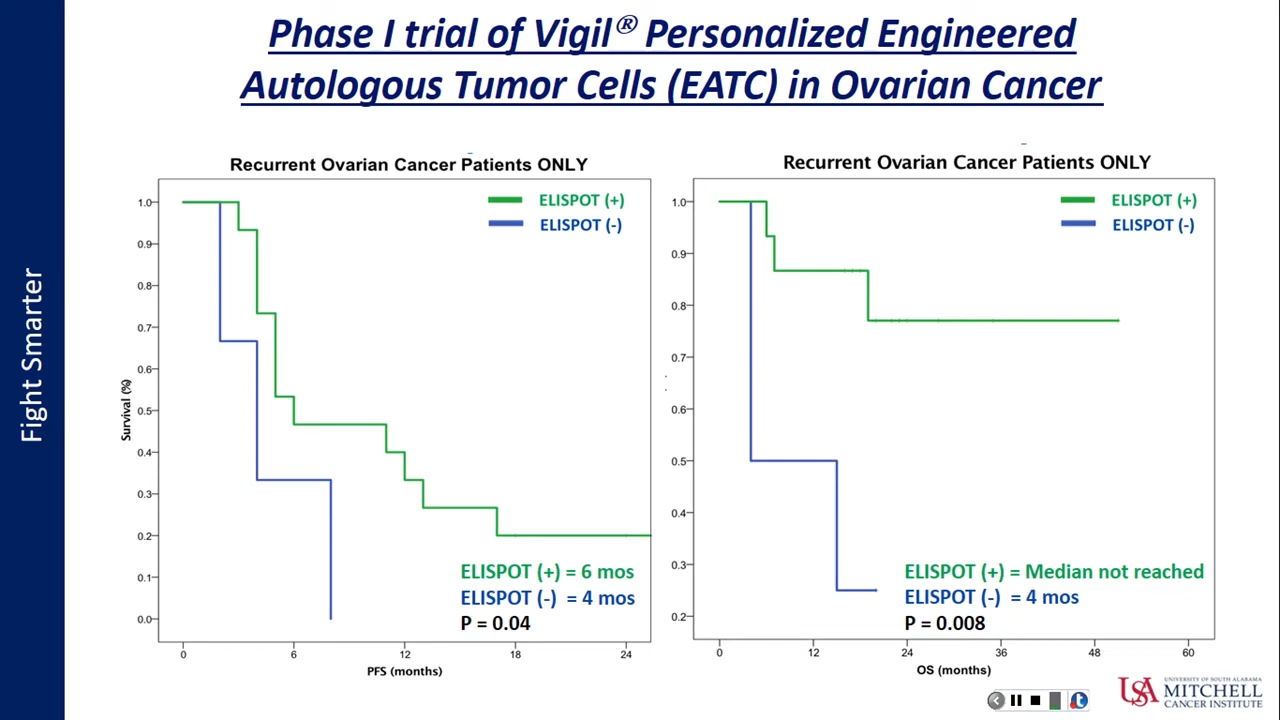 Phase I trial of Vigil® Personalized Engineered
Autologous Tumor Cells (EATC) in Ovarian Cancer
Fight Smarter
Recurrent Ovarian Cancer Patients ONLY
ELISPOT (+)
ELISPOT (-)
Survival (%)
1.0
0.9
0.8
0.7
0.6
0.5
0.4
0.3
0.2
0.1
0.0
ELISPOT (+) = 6 mos
ELISPOT (-) = 4 mos
P = 0.04
0 6 12 18 24
PFS (months)
Recurrent Ovarian Cancer Patients ONLY
ELISPOT (+)
ELISPOT (-)
1.0
0.9
0.8
0.7
0.6
0.5
0.4
0.3
0.2
ELISPOT (+) = Median not reached
ELISPOT (-) = 4 mos
P = 0.008
0 12 24 36 48 60
OS (months)
USA
UNIVERSITY OF SOUTH ALABAMA
MITCHELL
CANCER INSTITUTE